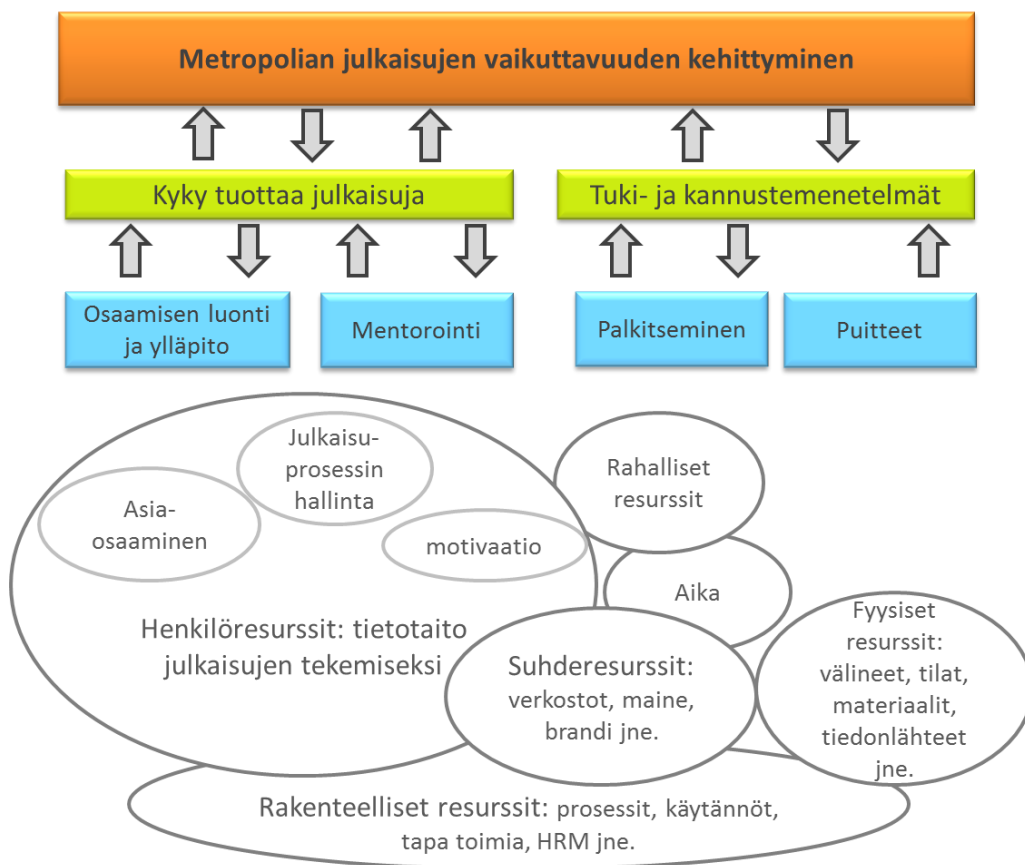 Metropolian julkaisujen vaikuttavuuden kehittyminen
Kyky tuottaa julkaisuja
Tuki- ja kannustemenetelmät
Osaamisen luonti
ja ylläpito
Mentorointi
Palkitseminen
Puitteet
Julkaisu-
prosessin
hallinta
Asia-
osaaminen
motivaatio
Rahalliset
resurssit
Aika
Henkilöresurssit: tietotaito
julkaisujen tekemiseksi
Suhderesurssit:
verkostot, maine,
brandi jne.
Fyysiset
resurssit:
välineet, tilat,
materiaalit,
tiedonlähteet
jne.
Rakenteelliset resurssit: prosessit, käytännöt,
tapa toimia, HRM jne.